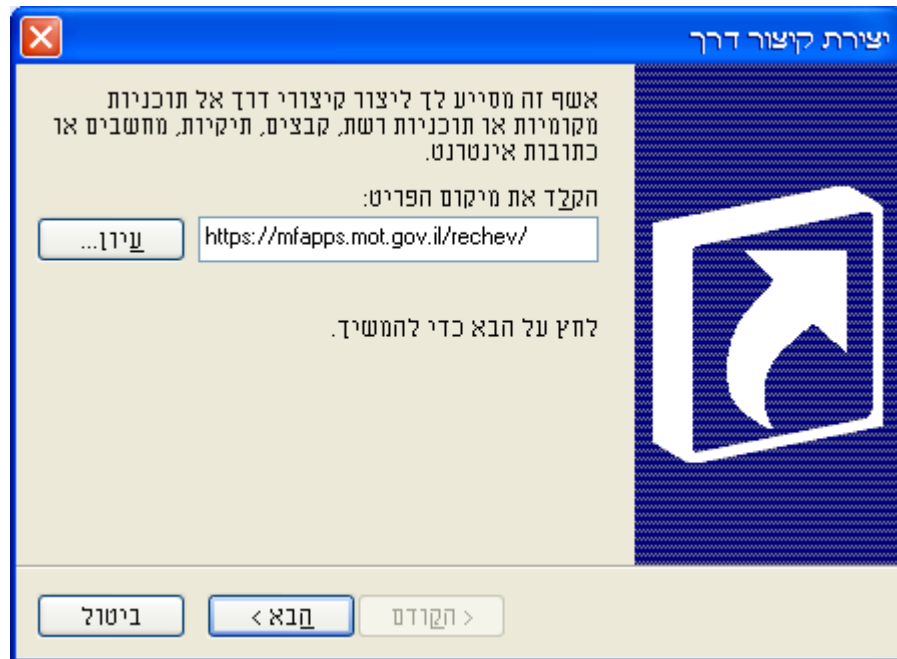 יצירת קיצור דרך
אשף זה מסייע לך ליצור קיצורי דרך אל תוכניות
מקומיות או תוכניות רשת, קבצים, תיקיות, מחשבים או
כתובות אינטרנט.
הקלד את מיקום הפריט:
https://mfapps.mot.gov.il/rechev/
עיון...
לחץ על הבא כדי להמשיך.
< הקודם
הבא >
ביטול